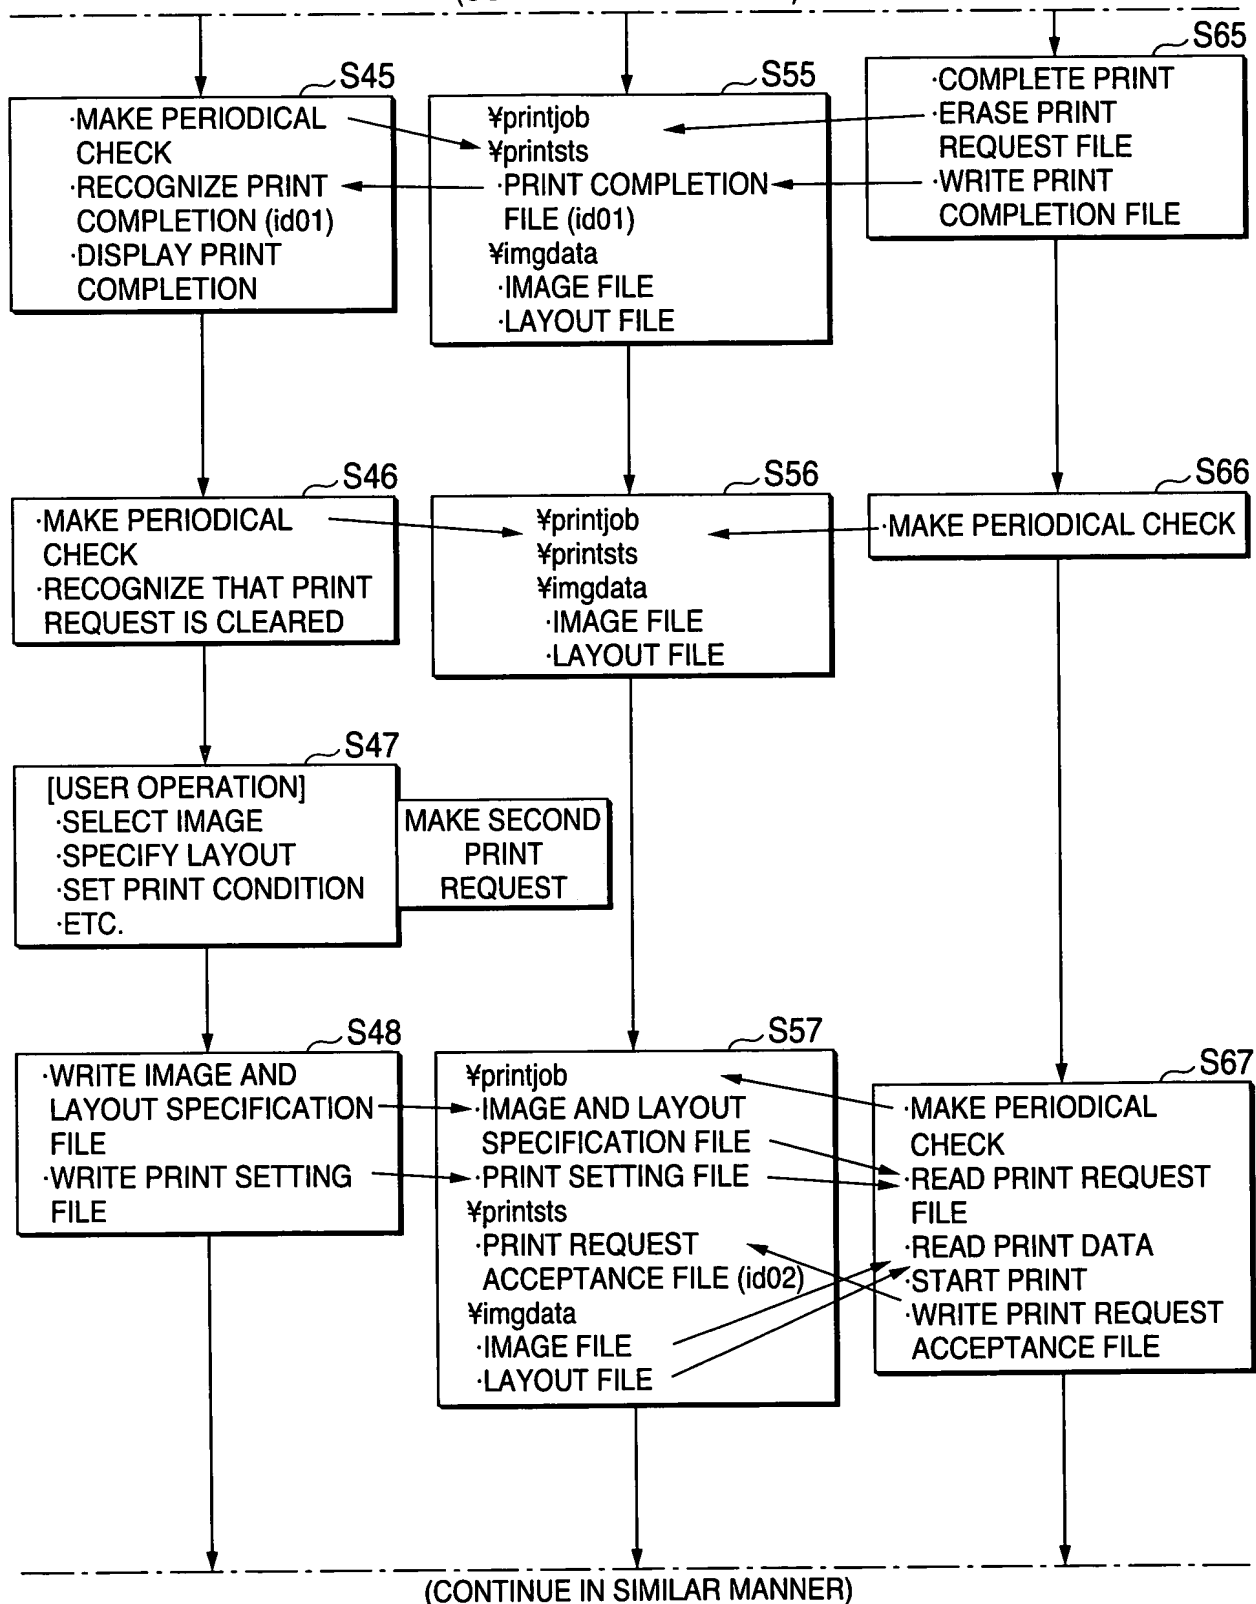 S45
·MAKE PERIODICAL
CHECK
·RECOGNIZE PRINT
COMPLETION (id01)
·DISPLAY PRINT
COMPLETION
S55
¥printjob
¥printsts
·PRINT COMPLETION
FILE (id01)
¥imgdata
·IMAGE FILE
·LAYOUT FILE
S65
·COMPLETE PRINT
·ERASE PRINT
REQUEST FILE
·WRITE PRINT
COMPLETION FILE
S46
·MAKE PERIODICAL
CHECK
·RECOGNIZE THAT PRINT
REQUEST IS CLEARED
S56
¥printjob
¥printsts
¥imgdata
·IMAGE FILE
·LAYOUT FILE
S66
·MAKE PERIODICAL CHECK
S47
[USER OPERATION]
·SELECT IMAGE
·SPECIFY LAYOUT
·SET PRINT CONDITION
·ETC.
MAKE SECOND
PRINT
REQUEST
S48
·WRITE IMAGE AND
LAYOUT SPECIFICATION
FILE
·WRITE PRINT SETTING
FILE
S57
¥printjob
·IMAGE AND LAYOUT
SPECIFICATION FILE
·PRINT SETTING FILE
¥printsts
·PRINT REQUEST
ACCEPTANCE FILE (id02)
¥imgdata
·IMAGE FILE
·LAYOUT FILE
S67
·MAKE PERIODICAL
CHECK
·READ PRINT REQUEST
FILE
·READ PRINT DATA
·START PRINT
·WRITE PRINT REQUEST
ACCEPTANCE FILE
(CONTINUE IN SIMILAR MANNER)